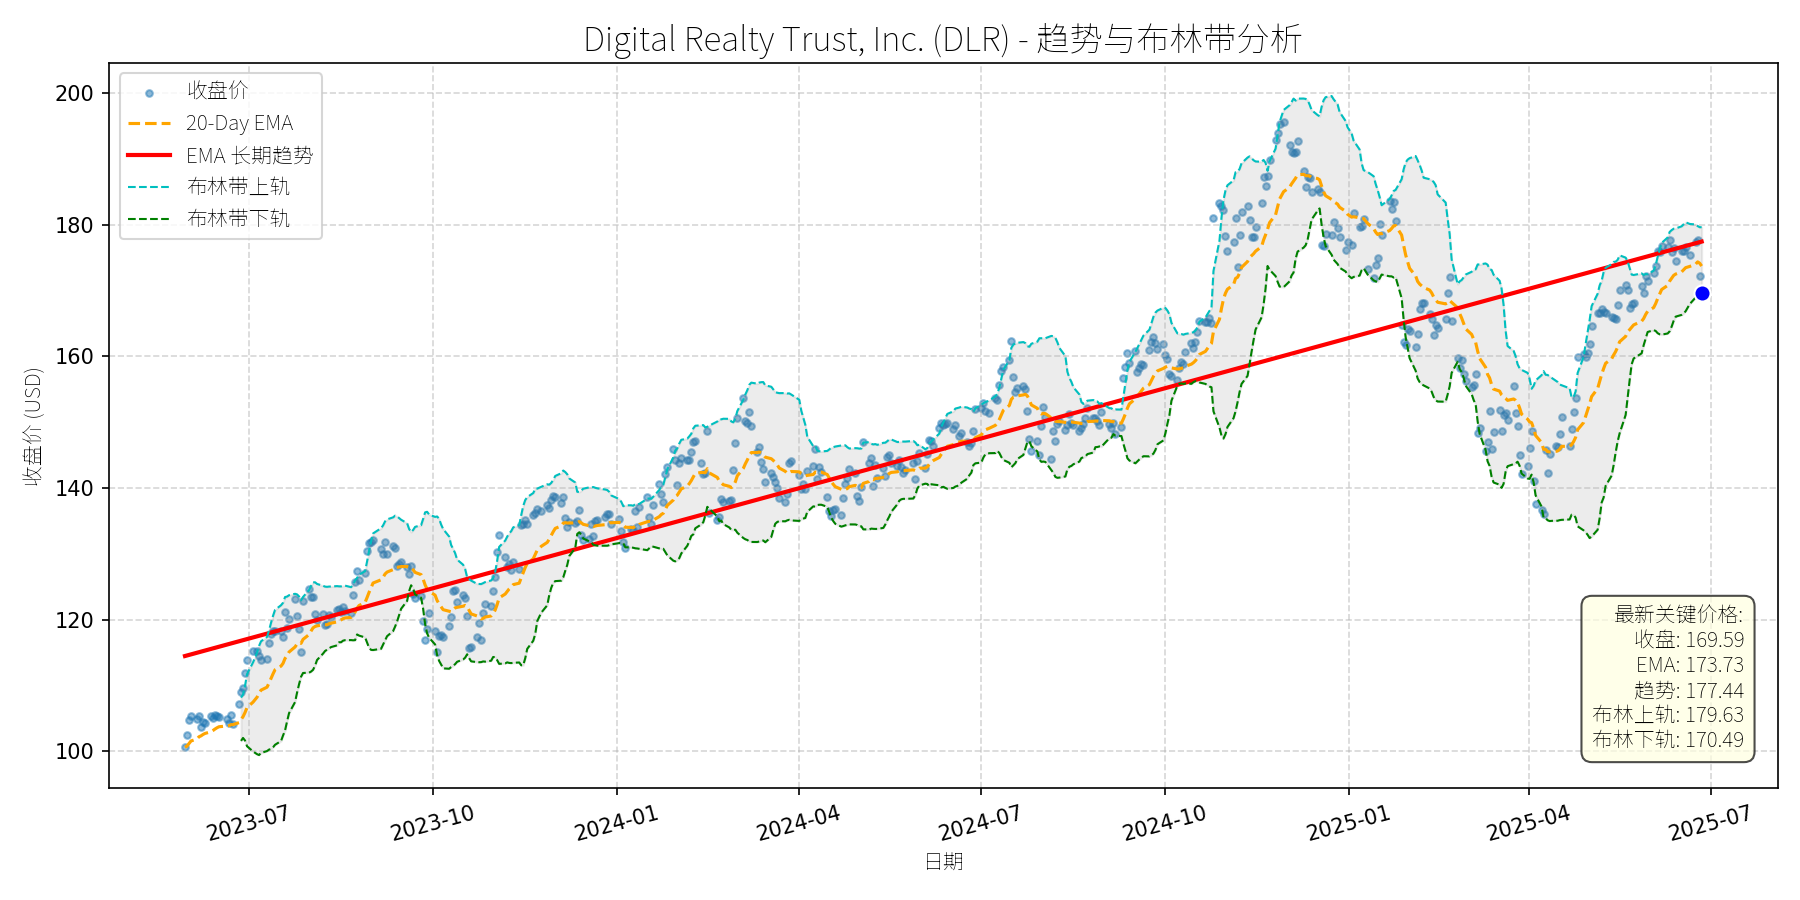 Digital Realty Trust, Inc. (DLR) - 趋势与布林带分析
收盘价
20-Day EMA
EMA 长期趋势
布林带上轨
布林带下轨
收盘价 (USD)
200
180
160
140
120
100
最新关键价格:
收盘: 169.59
EMA: 173.73
趋势: 177.44
布林上轨: 179.63
布林下轨: 170.49
2023-07
2023-10
2024-01
2024-04
2024-07
2024-10
2025-01
2025-04
2025-07
日期